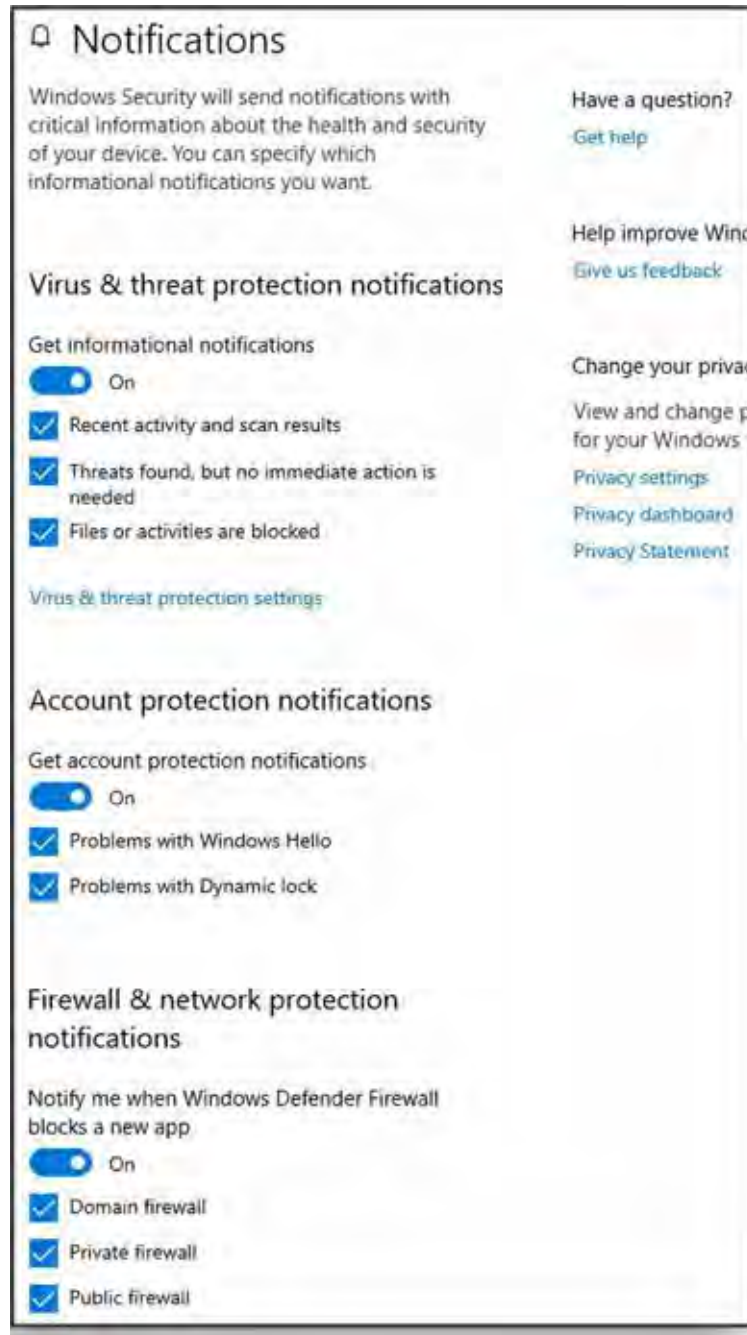 Notifications
Windows Security will send notifications with
critical information about the health and security
of your device. You can specify which
informational notifications you want.
Virus & threat protection notifications
Get informational notifications
On
Recent activity and scan results
Threats found, but no immediate action is
needed
Files or activities are blocked
Virus & threat protection settings
Account protection notifications
Get account protection notifications
On
Problems with Windows Hello
Problems with Dynamic lock
Firewall & network protection
notifications
Notify me when Windows Defender Firewall
blocks a new app
On
Domain firewall
Private firewall
Public firewall
Have a question?
Get help
Help improve
Give us feedback
Change your
View and change
for your Windows
Privacy settings
Privacy dashboard
Privacy Statement